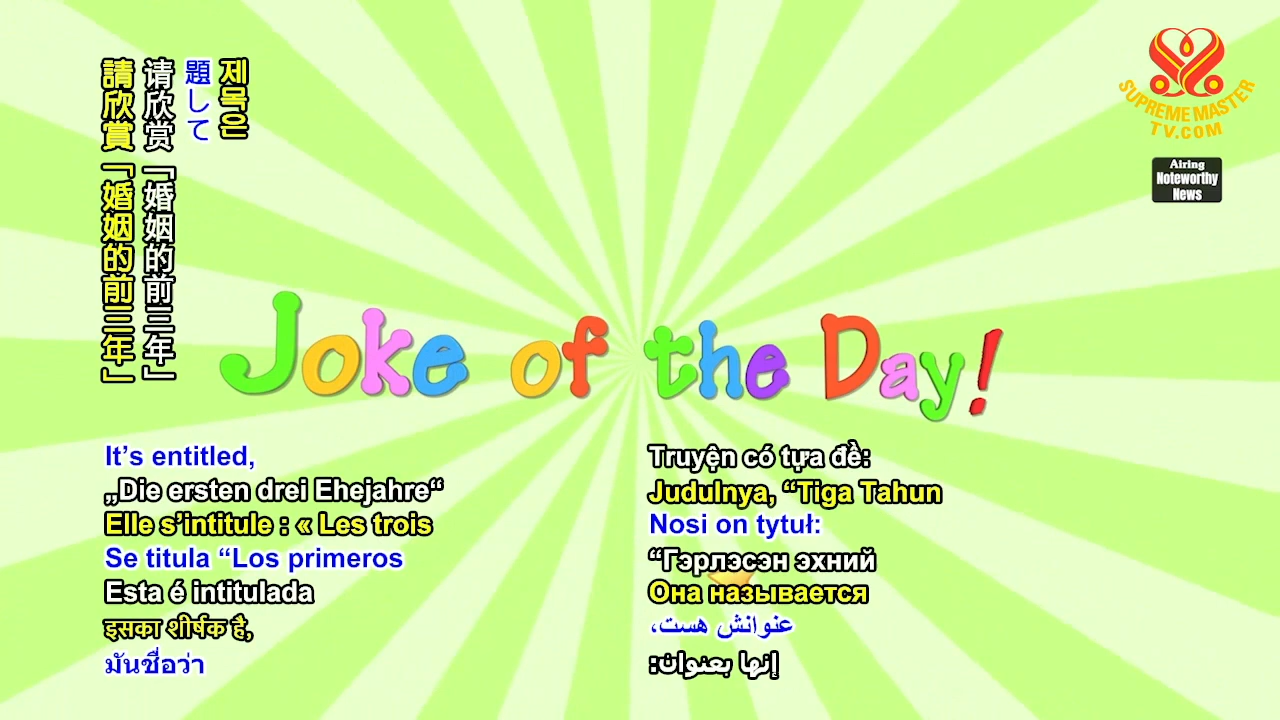 제목은
題して
请欣赏「婚姻的前三年」
請欣賞「婚姻的前三年」
SUPREME MASTER
TV.COM
Airing
Noteworthy
News
Joke of the Day!
It’s entitled,
„Die ersten drei Ehejahre“
Elle s’intitule : « Les trois
Se titula “Los primeros
Esta é intitulada
इसका शीर्षक है,
มันชื่อว่า
Truyện có tựa đề:
Judulnya, “Tiga Tahun
Nosi on tytuł:
“Гэрлэсэн эхний
Она называется
عنوانش هست،
إنها بعنوان: